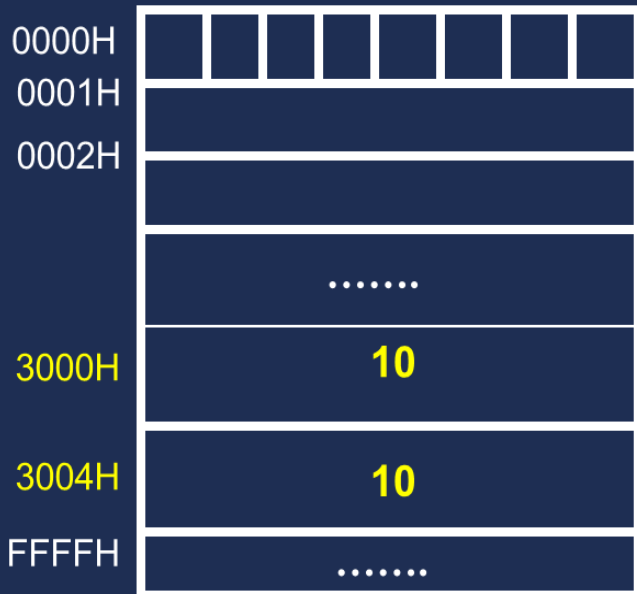 0000H
0001H
0002H
.......
3000H 10
3004H 10
FFFFH .......